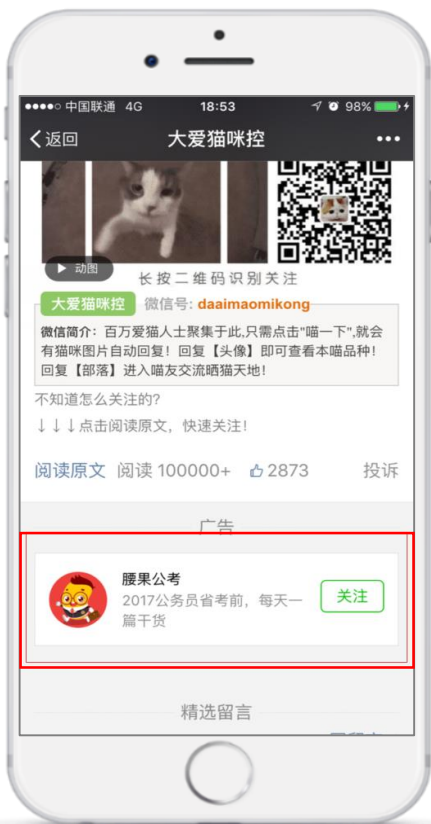 中国联通 4G 18:53 98%
返回 大爱猫咪控
动图
长按二维码识别关注
大爱猫咪控 微信号: daaimaomikong
微信简介：百万爱猫人士聚集于此,只需点击"喵一下",就会
有猫咪图片自动回复！回复【头像】即可查看本喵品种！
回复【部落】进入喵友交流晒猫天地！
不知道怎么关注的?
↓↓↓点击阅读原文，快速关注！
阅读原文 阅读 100000+ 2873 投诉
广告
腰果公考
2017公务员省考前，每天一
篇干货
关注
精选留言